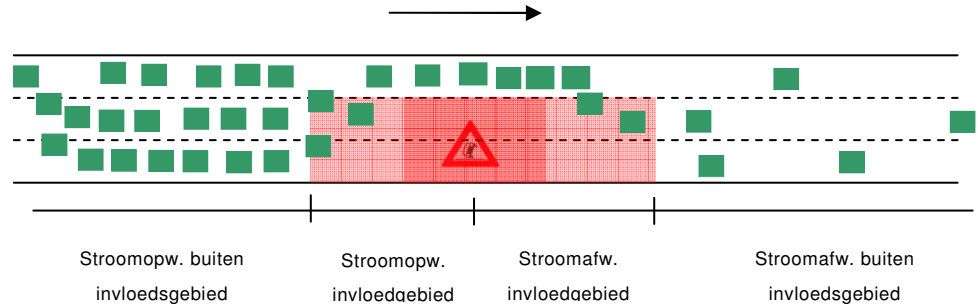 Stroomopw. buiten
invloedsgebied
Stroomopw.
invloedgebied
Stroomafw.
invloedgebied
Stroomafw. buiten
invloedsgebied